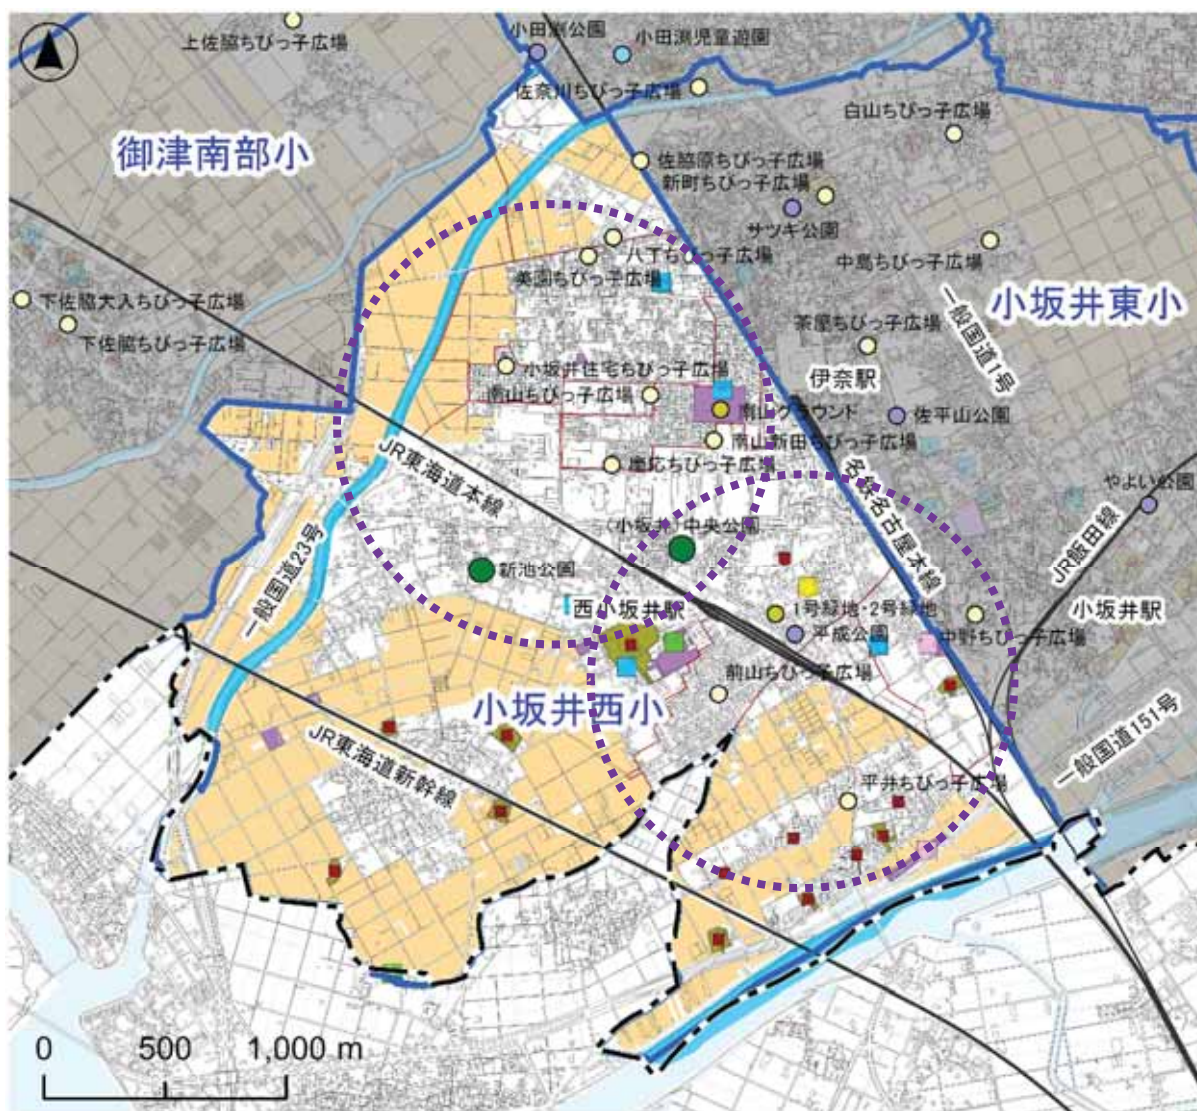 上佐脇ちびっ子広場
小田渕公園
小田渕児童遊園
佐奈川ちびっ子広場
白山ちびっ子広場
御津南部小
佐脇原ちびっ子広場
新町ちびっ子広場
サツギ公園
八丁ちびっ子広場
中島ちびっ子広場
美園ちびっ子広場
下佐脇大入ちびっ子広場
一般国道1号
小坂井東小
下佐脇ちびっ子広場
茶屋ちびっ子広場
小坂井住宅ちびっ子広場
伊奈駅
南山ちびっ子広場
南山グラウンド
佐平山公園
南山新田ちびっ子広場
JR東海道本線
慶応ちびっ子広場
名鉄名古屋本線
やよい公園
(小坂井)中央公園
JR飯田線
一般国道23号
新池公園
西小坂井駅
1号緑地・2号緑地
小坂井駅
平成公園
中野ちびっ子広場
前山ちびっ子広場
小坂井西小
一般国道151号
JR東海道新幹線
平井ちびっ子広場
0 500 1,000 m